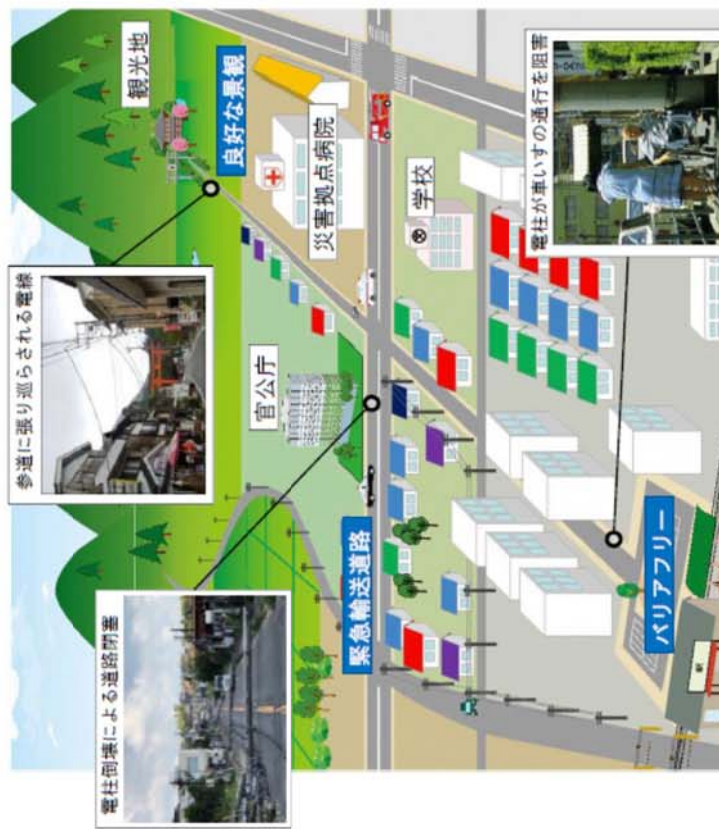 参道に張り巡らされる電線
観光地
良好な景観
電柱倒壊による道路閉塞
官公庁
災害拠点病院
緊急輸送道路
学校
電柱が車いすの通行を阻害
バリアフリー
駅